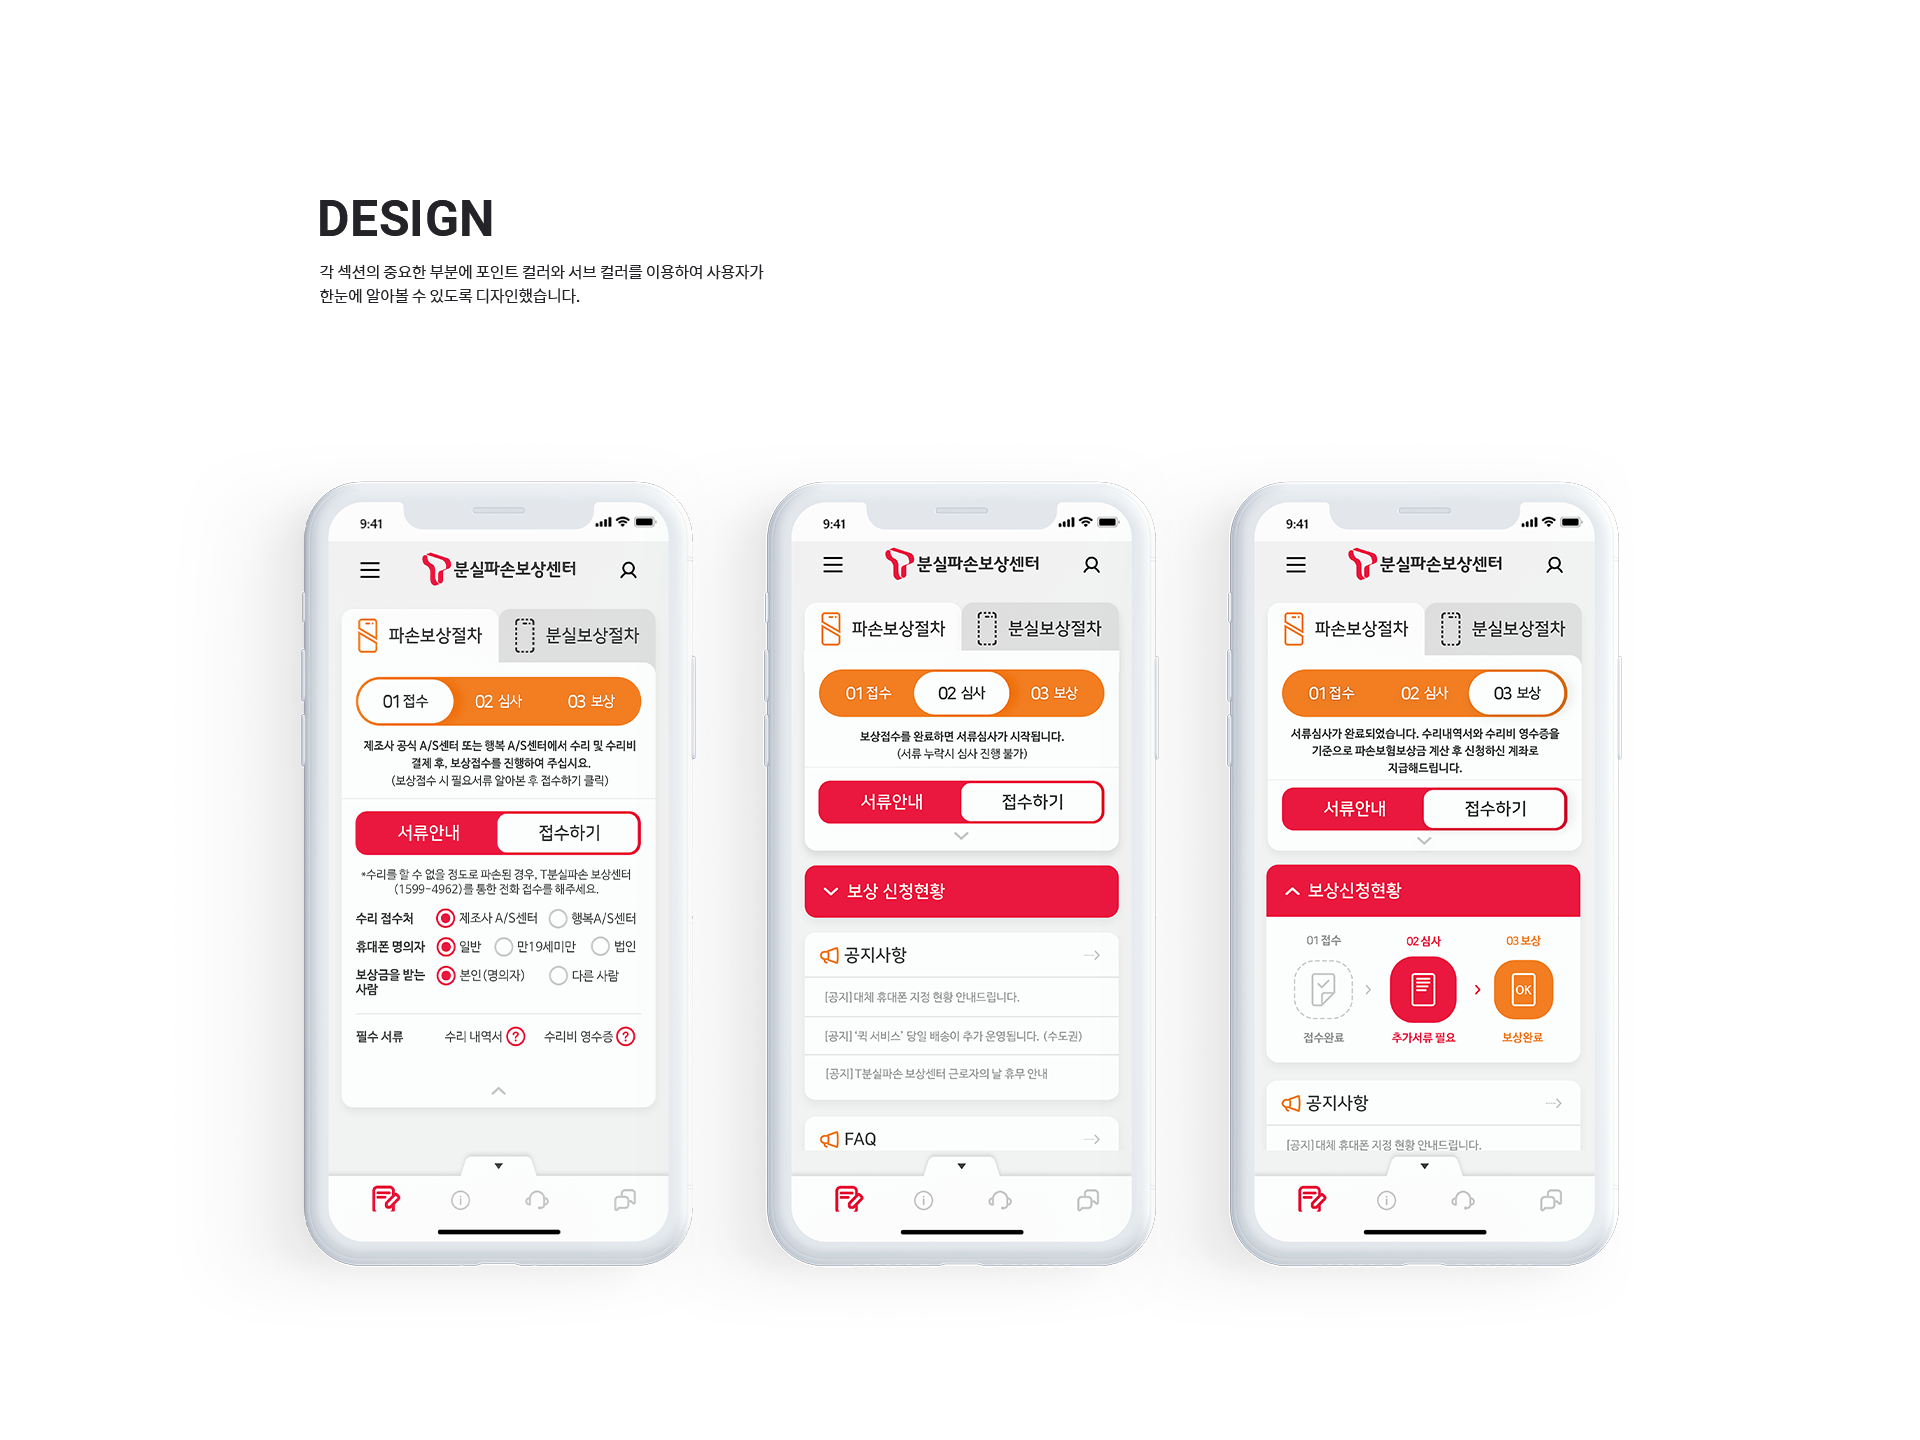 DESIGN
각 섹션의 중요한 부분에 포인트 컬러와 서브 컬러를 이용하여 사용자가
한눈에 알아볼 수 있도록 디자인했습니다.
9:41
T분실파손보상센터
파손보상절차 분실보상절차
01 접수 02 심사 03 보상
제조사 공식 A/S센터 또는 행복 A/S센터에서 수리 및 수리비
결제 후, 보상접수를 진행하여 주십시요.
(보상접수 시 필요서류 알아본 후 접수하기 클릭)
서류안내 접수하기
*수리를 할 수 없을 정도로 파손된 경우, T분실파손 보상센터
(1599-4962)를 통한 전화 접수를 해주세요.
수리 접수처 제조사 A/S센터 행복A/S센터
휴대폰 명의자 일반 만19세미만 법인
보상금을 받는 본인(명의자) 다른 사람
사람
필수 서류 수리 내역서 ? 수리비 영수증 ?
9:41
T분실파손보상센터
파손보상절차 분실보상절차
01 접수 02 심사 03 보상
보상접수를 완료하면 서류심사가 시작됩니다.
(서류 누락시 심사 진행 불가)
서류안내 접수하기
보상 신청현황
공지사항
[공지] 대체 휴대폰 지정 현황 안내드립니다.
[공지] '퀵 서비스' 당일 배송이 추가 운영됩니다. (수도권)
[공지] T분실파손 보상센터 근로자의 날 휴무 안내
FAQ
9:41
T분실파손보상센터
파손보상절차 분실보상절차
01 접수 02 심사 03 보상
서류심사가 완료되었습니다. 수리내역서와 수리비 영수증을
기준으로 파손보험보상금 계산 후 신청하신 계좌로
지급해드립니다.
서류안내 접수하기
보상신청현황
01 접수 02 심사 03 보상
OK
접수완료 추가서류 필요 보상완료
공지사항
[공지] 대체 휴대폰 지정 현황 안내드립니다.